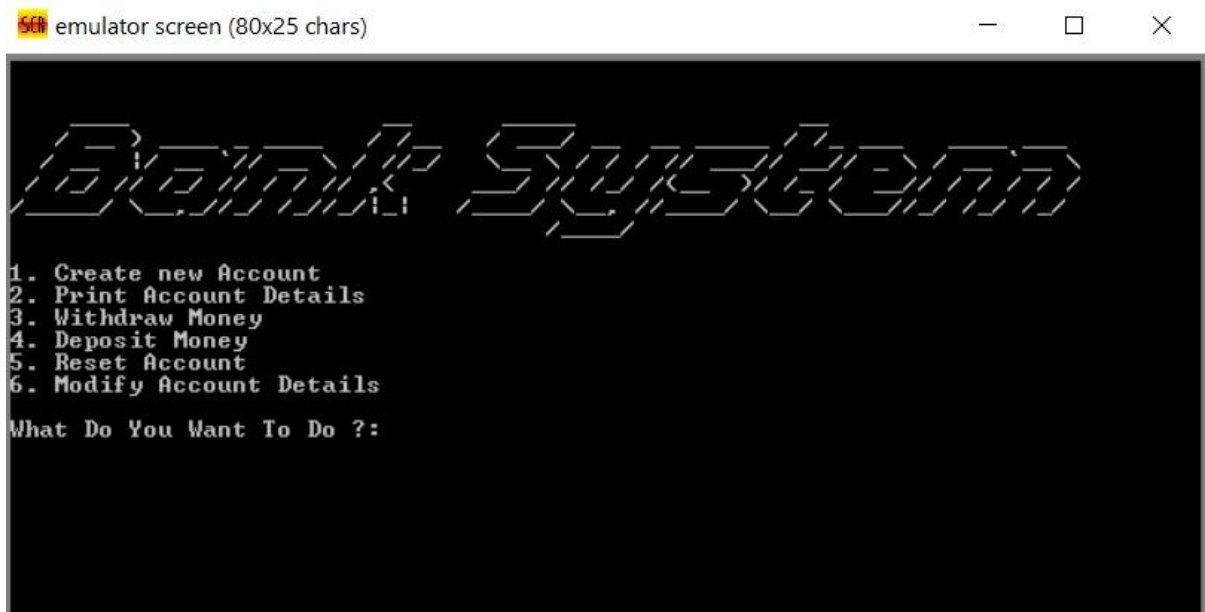 SCR emulator screen (80x25 chars)
Bank System
1. Create new Account
2. Print Account Details
3. Withdraw Money
4. Deposit Money
5. Reset Account
6. Modify Account Details
What Do You Want To Do ?: